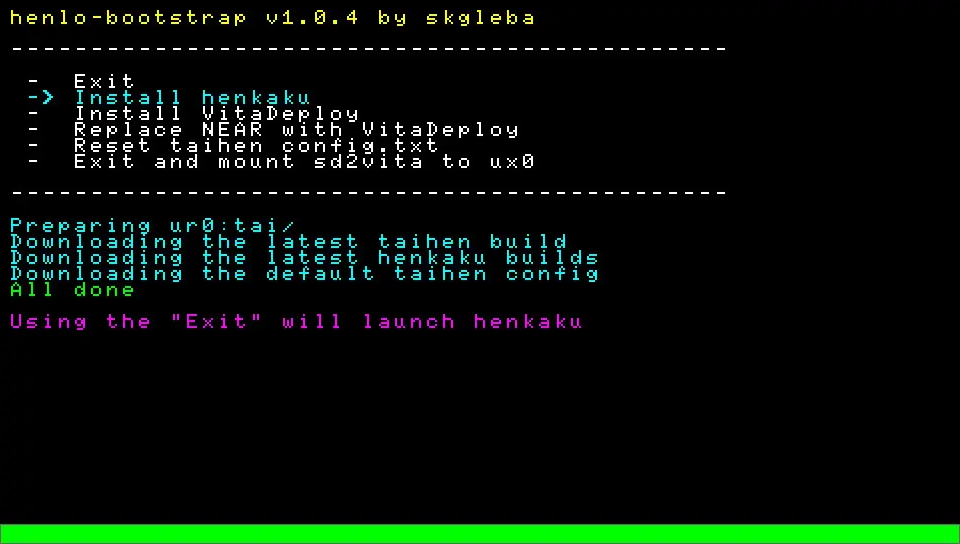 henlo-bootstrap v1.0.4 by skgleba
---------------------------------------------
- Exit
-> Install henkaku
- Install VitaDeploy
- Replace NEAR with VitaDeploy
- Reset taihen config.txt
- Exit and mount sd2vita to ux0
---------------------------------------------
Preparing ur0:tai/
Downloading the latest taihen build
Downloading the latest henkaku builds
Downloading the default taihen config
All done
Using the "Exit" will launch henkaku